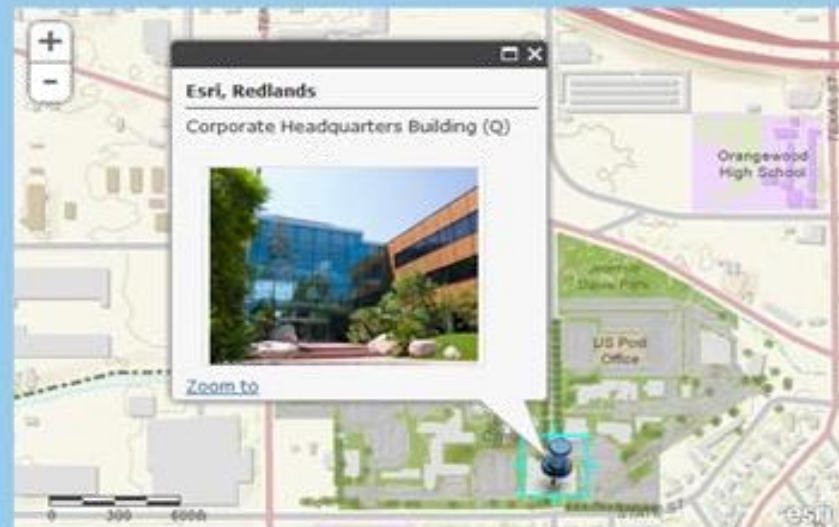 +
-
Esri, Redlands
Corporate Headquarters Building (Q)
Zoom to
Orangewood
High School
US Post
Office
0 300 600ft
esri